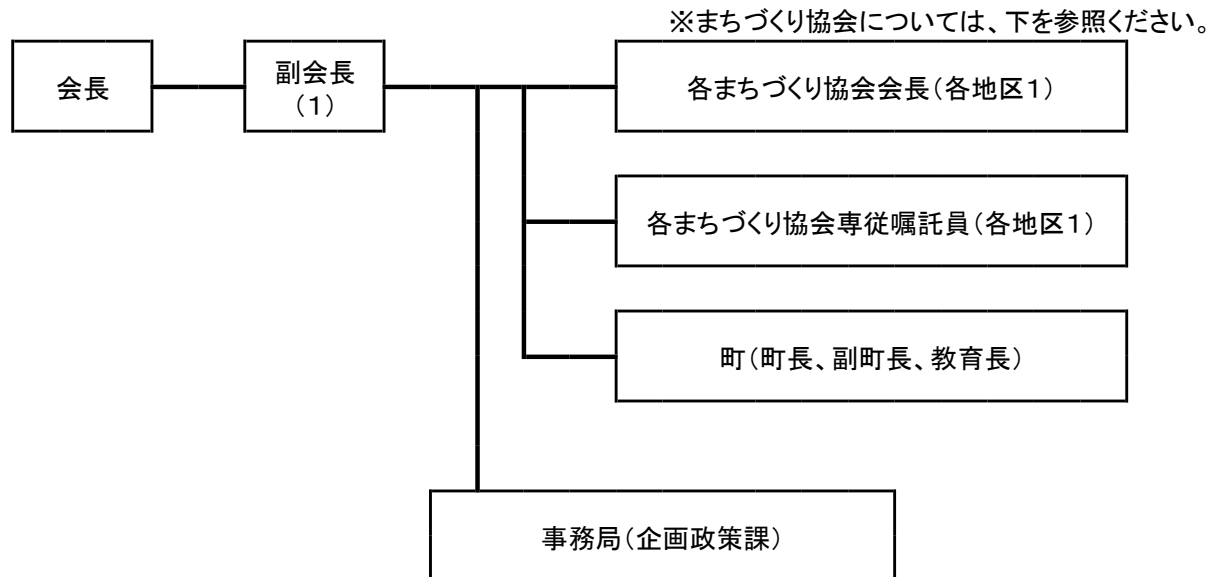 ※まちづくり協会については、下を参照ください。
会長
副会長
(1)
各まちづくり協会会長(各地区1)
各まちづくり協会専従嘱託員(各地区1)
町(町長、副町長、教育長)
事務局(企画政策課)